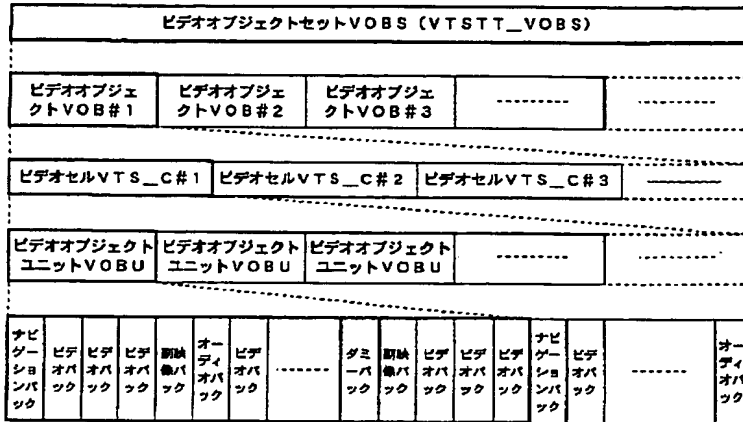 ビデオオブジェクトセットVOBS（VTSTT__VOBS）
ビデオオブジェ
クトVOB#1
ビデオオブジェ
クトVOB#2
ビデオオブジェ
クトVOB#3
ビデオセルVTS__C#1
ビデオセルVTS__C#2
ビデオセルVTS__C#3
ビデオオブジェクト
ユニットVOBU
ビデオオブジェクト
ユニットVOBU
ビデオオブジェクト
ユニットVOBU
ナビ
ゲー
ショ
ンパ
ック
ビデ
オパ
ック
ビデ
オパ
ック
ビデ
オパ
ック
副映
像パ
ック
オー
ディ
オパ
ック
ビデ
オパ
ック
ダミ
ーパ
ック
副映
像パ
ック
ビデ
オパ
ック
ビデ
オパ
ック
ビデ
オパ
ック
ナビ
ゲー
ショ
ンパ
ック
ビデ
オパ
ック
オー
ディ
オパ
ック